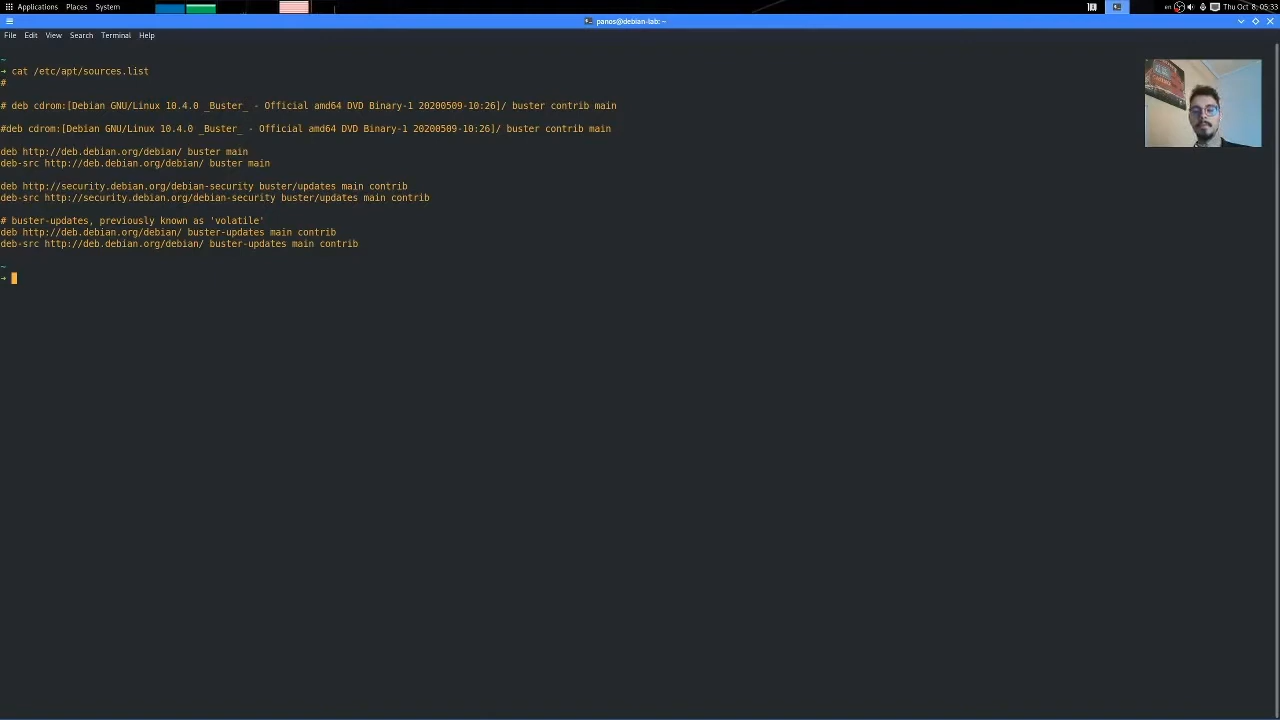 Applications Places System
en Thu Oct 8, 05:33
panos@debian-lab: ~
File Edit View Search Terminal Help
~
➜ cat /etc/apt/sources.list
#
# deb cdrom:[Debian GNU/Linux 10.4.0 _Buster_ - Official amd64 DVD Binary-1 20200509-10:26]/ buster contrib main
#deb cdrom:[Debian GNU/Linux 10.4.0 _Buster_ - Official amd64 DVD Binary-1 20200509-10:26]/ buster contrib main
deb http://deb.debian.org/debian/ buster main
deb-src http://deb.debian.org/debian/ buster main
deb http://security.debian.org/debian-security buster/updates main contrib
deb-src http://security.debian.org/debian-security buster/updates main contrib
# buster-updates, previously known as 'volatile'
deb http://deb.debian.org/debian/ buster-updates main contrib
deb-src http://deb.debian.org/debian/ buster-updates main contrib
~
➜